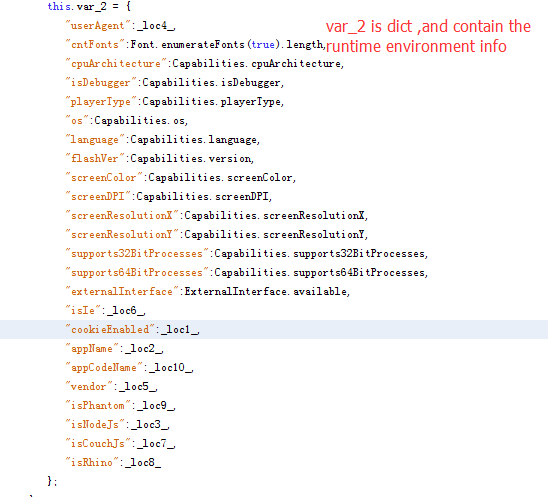 this.var_2 = {
"userAgent":_loc4_,
"cntFonts":Font.enumerateFonts(true).length,
"cpuArchitecture":Capabilities.cpuArchitecture,
"isDebugger":Capabilities.isDebugger,
"playerType":Capabilities.playerType,
"os":Capabilities.os,
"language":Capabilities.language,
"flashVer":Capabilities.version,
"screenColor":Capabilities.screenColor,
"screenDPI":Capabilities.screenDPI,
"screenResolutionX":Capabilities.screenResolutionX,
"screenResolutionY":Capabilities.screenResolutionY,
"supports32BitProcesses":Capabilities.supports32BitProcesses,
"supports64BitProcesses":Capabilities.supports64BitProcesses,
"externalInterface":ExternalInterface.available,
"isIe":_loc6_,
"cookieEnabled":_loc1_,
"appName":_loc2_,
"appCodeName":_loc10_,
"vendor":_loc5_,
"isPhantom":_loc9_,
"isNodeJs":_loc3_,
"isCouchJs":_loc7_,
"isRhino":_loc8_
};
var_2 is dict ,and contain the
runtime environment info